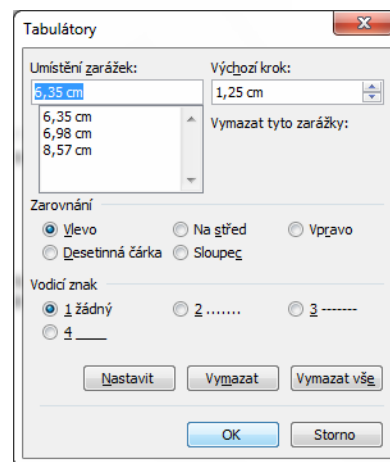 Tabulátory
Umístění zarážek:
Výchozí krok:
6,35 cm
1,25 cm
6,35 cm
6,98 cm
8,57 cm
Vymazat tyto zarážky:
Zarovnání
Vlevo
Na střed
Vpravo
Desetinná čárka
Sloupec
Vodicí znak
1 žádný
2 .......
3 -------
4 ____
Nastavit
Vymazat
Vymazat vše
OK
Storno